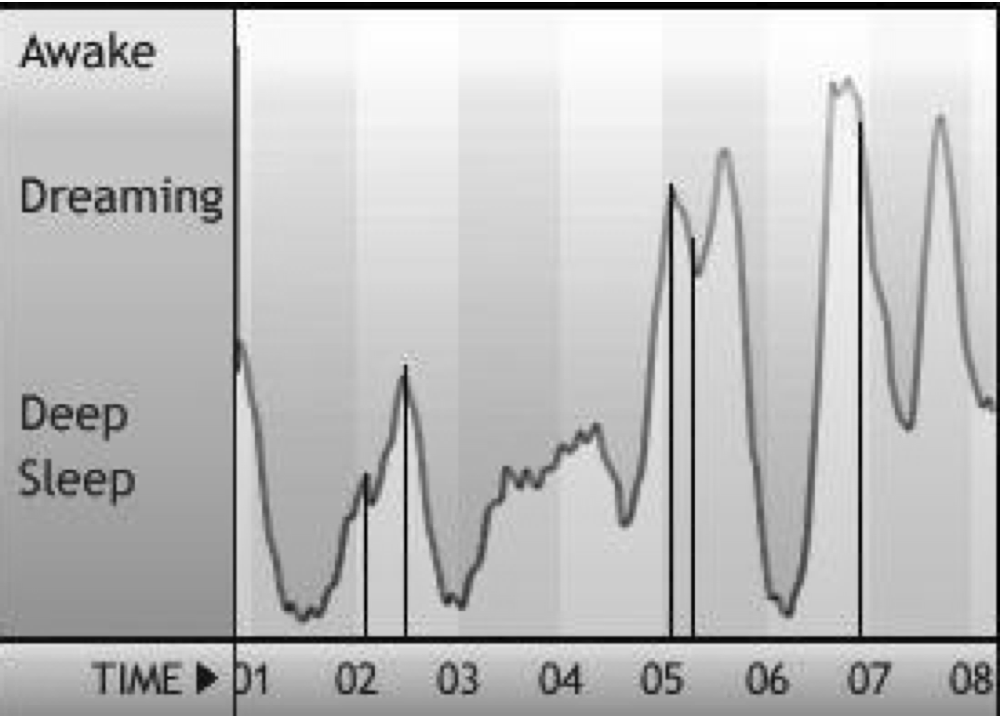 Awake
Dreaming
Deep
Sleep
TIME ▶ 01 02 03 04 05 06 07 08